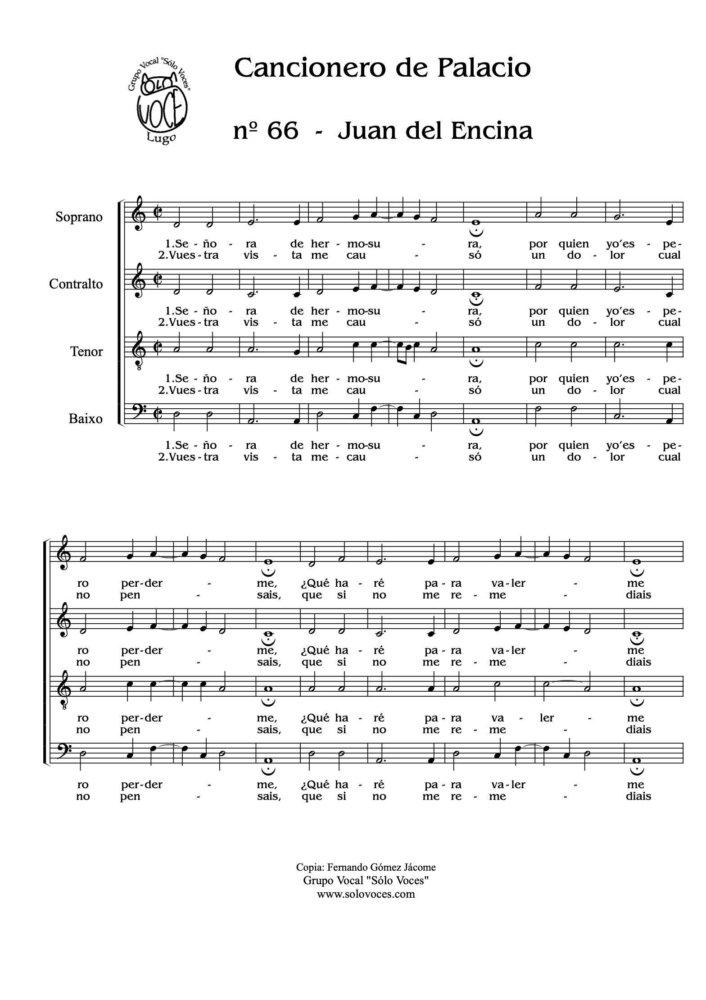 Grupo Vocal "Sólo Voces"
SOLO
VOCES
Lugo
Cancionero de Palacio
nº 66 - Juan del Encina
Soprano
1.Se - ño - ra de her - mo-su - ra, por quien yo’es - pe-
2.Vues - tra vis - ta me cau - só un do - lor cual
Contralto
1.Se - ño - ra de her - mo-su - ra, por quien yo’es - pe-
2.Vues - tra vis - ta me cau - só un do - lor cual
Tenor
8
1.Se - ño - ra de her - mo-su - ra, por quien yo’es - pe-
2.Vues - tra vis - ta me cau - só un do - lor cual
Baixo
1.Se - ño - ra de her - mo-su - ra, por quien yo’es - pe-
2.Vues - tra vis - ta me - cau - só un do - lor cual
ro per-der - me, ¿Qué ha - ré pa - ra va-ler - me
no pen - sais, que si no me re - me - diais
ro per-der - me, ¿Qué ha - ré pa - ra va-ler - me
no pen - sais, que si no me re - me - diais
8
ro per-der - me, ¿Qué ha - ré pa - ra va - ler - me
no pen - sais, que si no me re - me - diais
ro per-der - me, ¿Qué ha - ré pa - ra va-ler - me
no pen - sais, que si no me re - me - diais
Copia: Fernando Gómez Jácome
Grupo Vocal "Sólo Voces"
www.solovoces.com